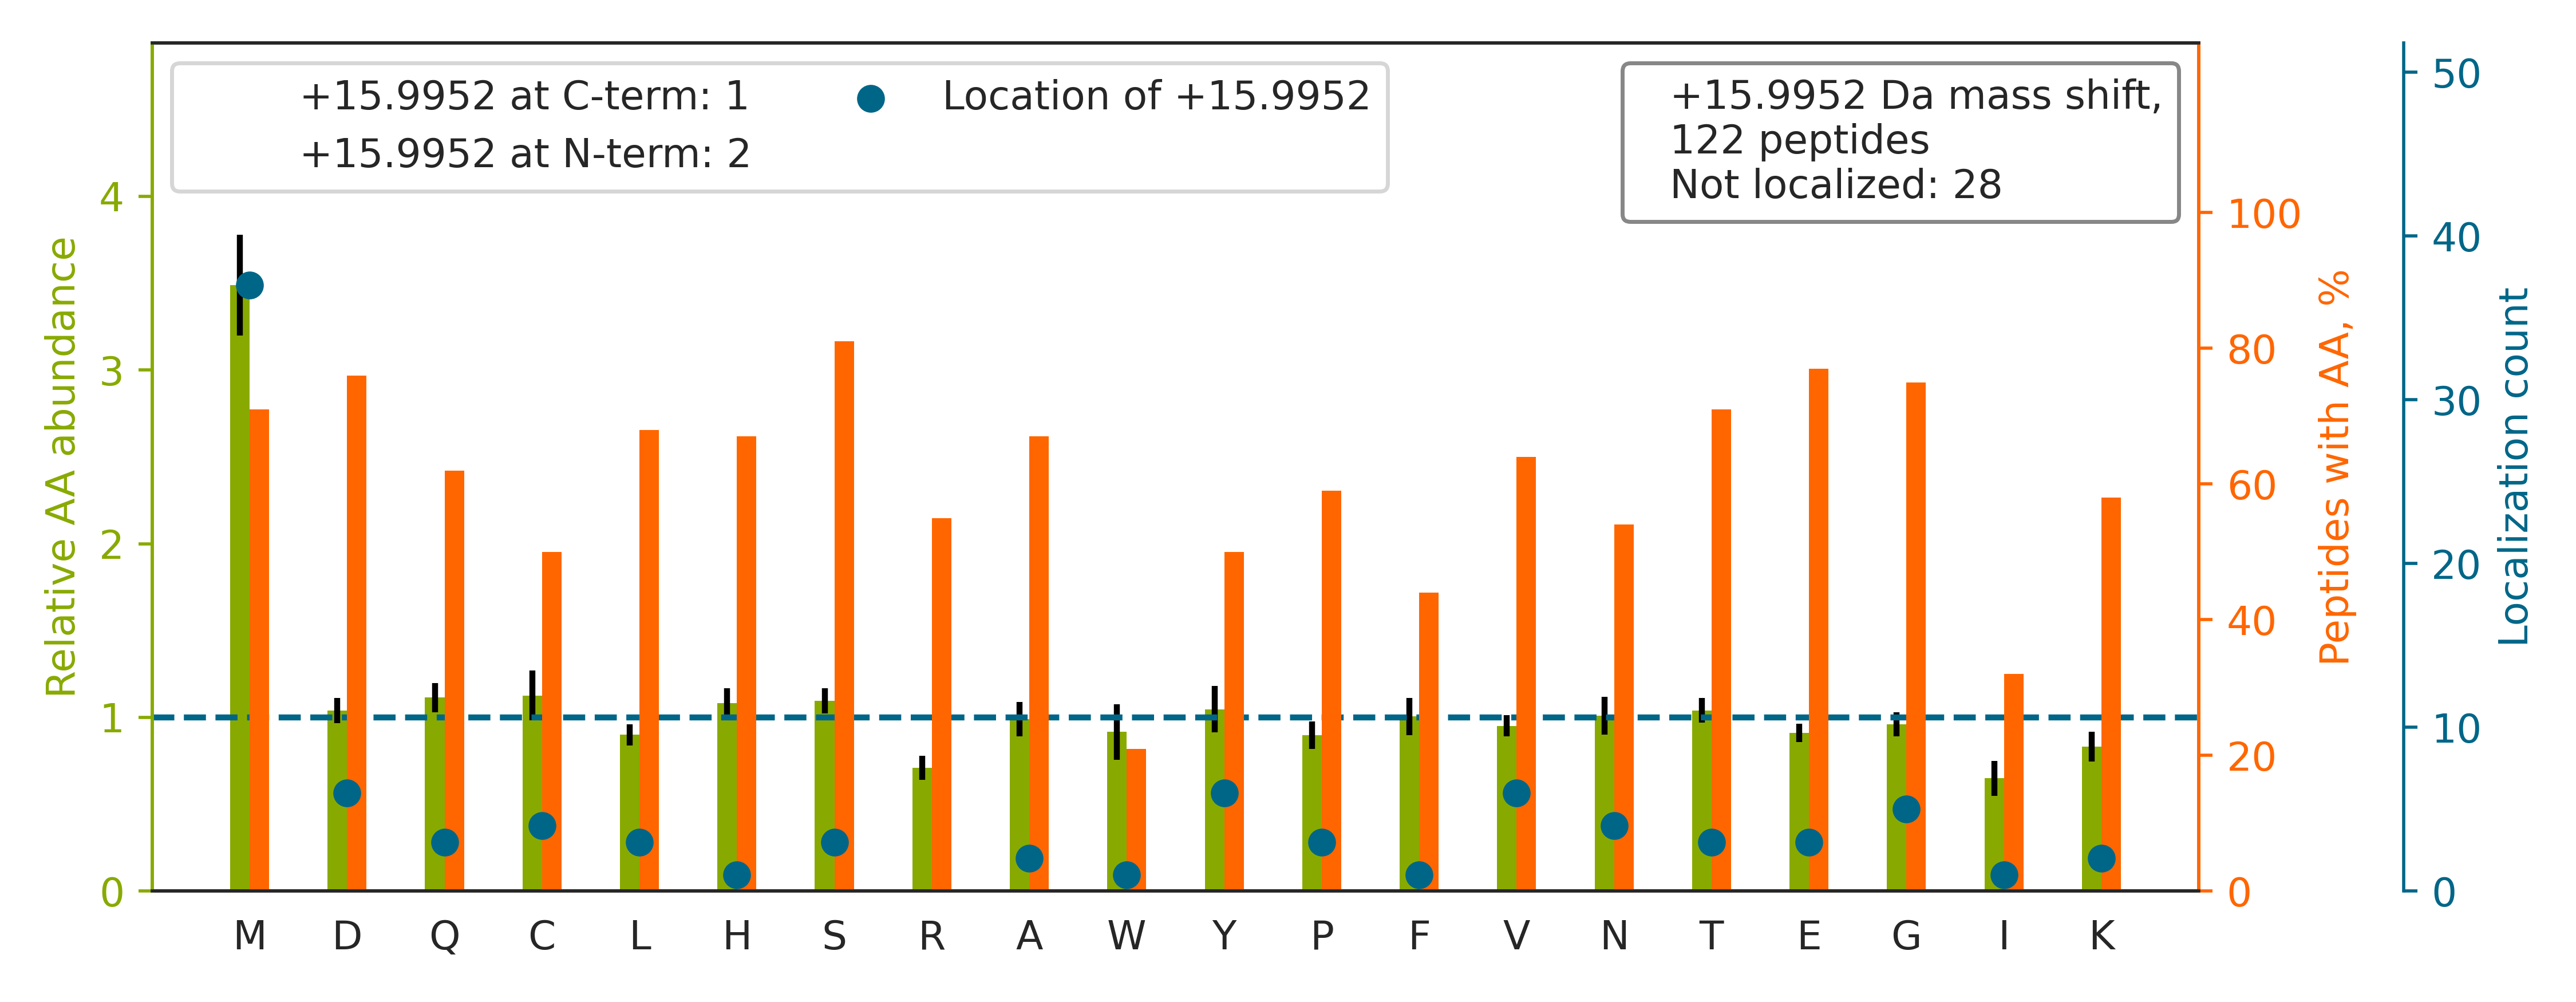 +15.9952 at C-term: 1
+15.9952 at N-term: 2
Location of +15.9952
+15.9952 Da mass shift,
122 peptides
Not localized: 28
Relative AA abundance
4
3
2
1
0
Peptides with AA, %
100
80
60
40
20
0
Localization count
50
40
30
20
10
0
M D Q C L H S R A W Y P F V N T E G I K